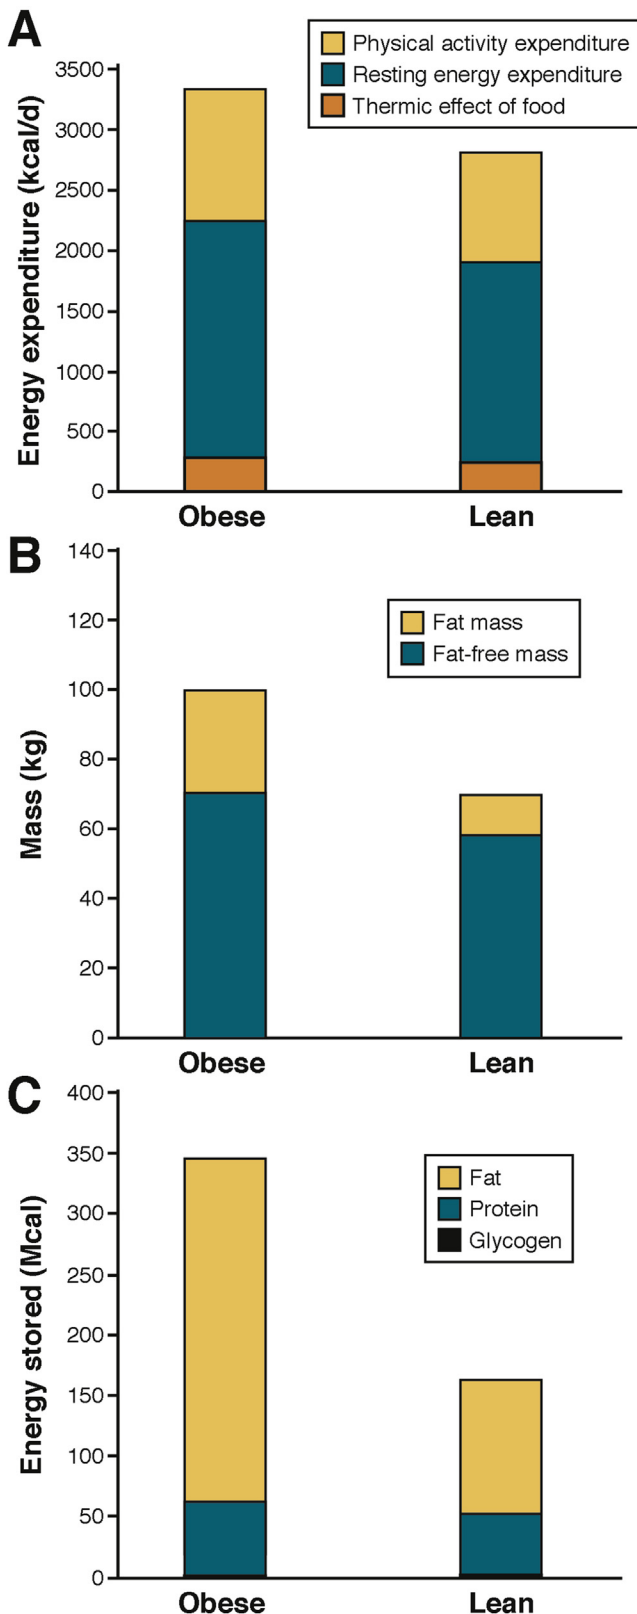 A
Physical activity expenditure
Resting energy expenditure
Thermic effect of food
Energy expenditure (kcal/d)
3500
3000
2500
2000
1500
1000
500
0
Obese Lean
B
Fat mass
Fat-free mass
Mass (kg)
140
120
100
80
60
40
20
0
Obese Lean
C
Fat
Protein
Glycogen
Energy stored (Mcal)
400
350
300
250
200
150
100
50
0
Obese Lean